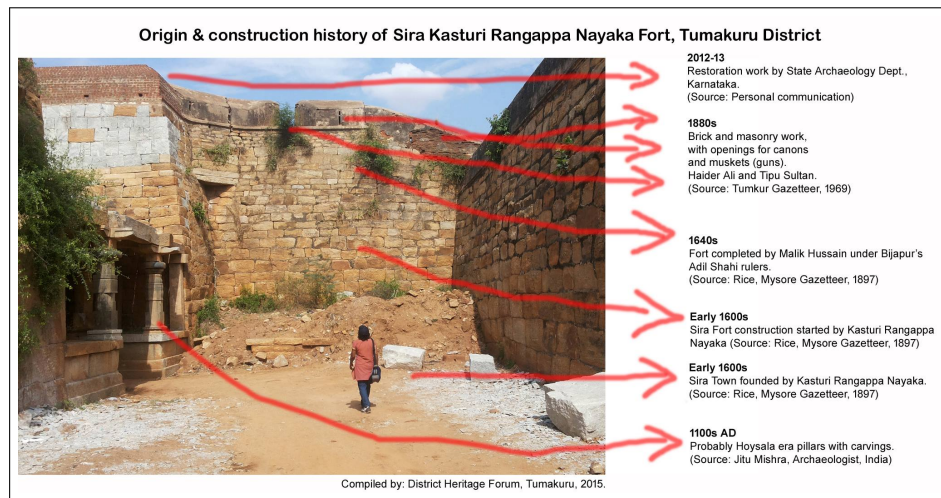 Origin & construction history of Sira Kasturi Rangappa Nayaka Fort, Tumakuru District
2012-13
Restoration work by State Archaeology Dept.,
Karnataka.
(Source: Personal communication)
1880s
Brick and masonry work,
with openings for canons
and muskets (guns).
Haider Ali and Tipu Sultan.
(Source: Tumkur Gazetteer, 1969)
1640s
Fort completed by Malik Hussain under Bijapur's
Adil Shahi rulers.
(Source: Rice, Mysore Gazetteer, 1897)
Early 1600s
Sira Fort construction started by Kasturi Rangappa
Nayaka (Source: Rice, Mysore Gazetteer, 1897)
Early 1600s
Sira Town founded by Kasturi Rangappa Nayaka.
(Source: Rice, Mysore Gazetteer, 1897)
1100s AD
Probably Hoysala era pillars with carvings.
(Source: Jitu Mishra, Archaeologist, India)
Compiled by: District Heritage Forum, Tumakuru, 2015.